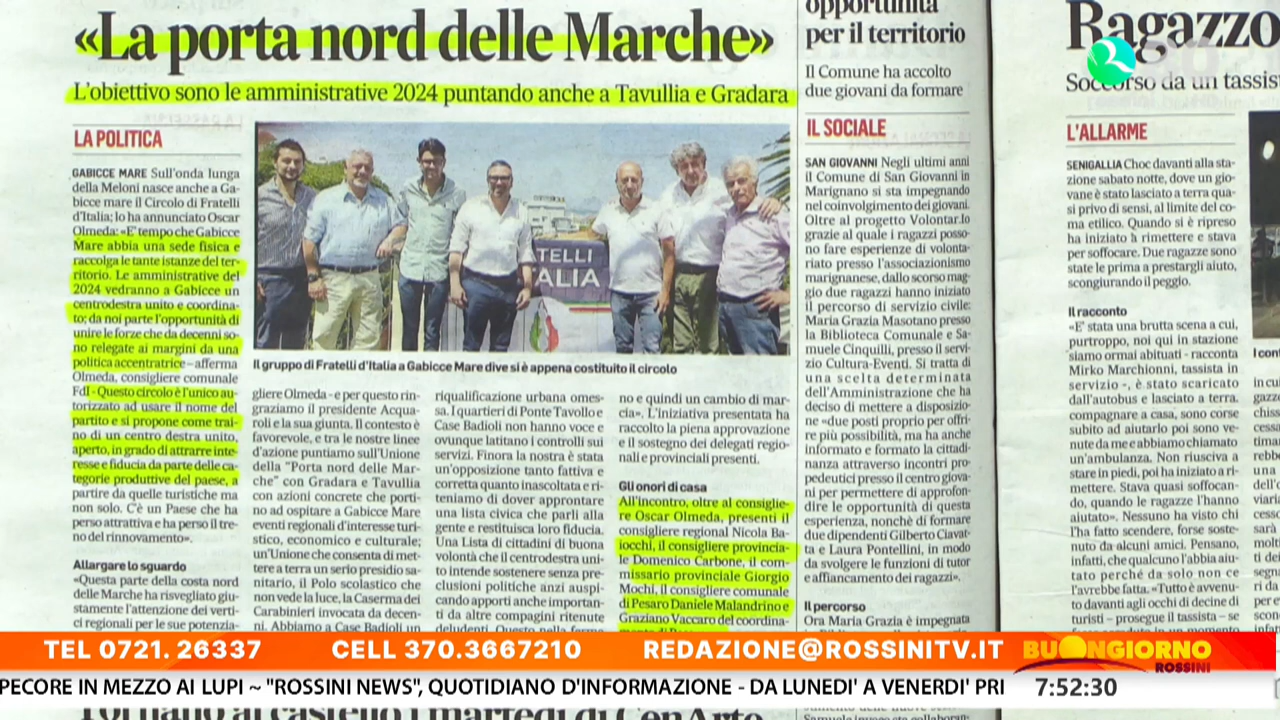 «La porta nord delle Marche»
L'obiettivo sono le amministrative 2024 puntando anche a Tavullia e Gradara
LA POLITICA
GABICCE MARE Sull'onda lunga
della Meloni nasce anche a Ga-
bicce mare il Circolo di Fratelli
d'Italia; lo ha annunciato Oscar
Olmeda: «E' tempo che Gabicce
Mare abbia una sede fisica e
raccolga le tante istanze del ter-
ritorio. Le amministrative del
2024 vedranno a Gabicce un
centrodestra unito e coordina-
to; da noi parte l'opportunità di
unire le forze che da decenni so-
no relegate ai margini da una
politica accentratrice – afferma
Olmeda, consigliere comunale
FdI - Questo circolo è l'unico au-
torizzato ad usare il nome del
partito e si propone come trai-
no di un centro destra unito,
aperto, in grado di attrarre inte-
resse e fiducia da parte delle ca-
tegorie produttive del paese, a
partire da quelle turistiche ma
non solo. C'è un Paese che ha
perso attrattiva e ha perso il tre-
no del rinnovamento».
Allargare lo sguardo
«Questa parte della costa nord
delle Marche ha risvegliato giu-
stamente l'attenzione dei verti-
ci regionali per le sue potenzia-
TELLI
ITALIA
Il gruppo di Fratelli d'Italia a Gabicce Mare dive si è appena costituito il circolo
gliere Olmeda - e per questo rin-
graziamo il presidente Acqua-
roli e la sua giunta. Il contesto è
favorevole, e tra le nostre linee
d'azione puntiamo sull'Unione
della "Porta nord delle Mar-
che" con Gradara e Tavullia
con azioni concrete che porti-
no ad ospitare a Gabicce Mare
eventi regionali d'interesse turi-
stico, economico e culturale;
un'Unione che consenta di met-
tere a terra un serio presidio sa-
nitario, il Polo scolastico che
non vede la luce, la Caserma dei
Carabinieri invocata da decen-
ni. Abbiamo a Case Badioli un
riqualificazione urbana omes-
sa. I quartieri di Ponte Tavollo e
Case Badioli non hanno voce e
ovunque latitano i controlli sui
servizi. Finora la nostra è stata
un'opposizione tanto fattiva e
corretta quanto inascoltata e ri-
teniamo di dover approntare
una lista civica che parli alla
gente e restituisca loro fiducia.
Una Lista di cittadini di buona
volontà che il centrodestra uni-
to intende sostenere senza pre-
clusioni politiche anzi auspican-
do apporti anche importan-
ti da altre compagini ritenute
deludenti. Questo nella ferma
no e quindi un cambio di mar-
cia». L'iniziativa presentata ha
raccolto la piena approvazione
e il sostegno dei delegati regio-
nali e provinciali presenti.
Gli onori di casa
All'incontro, oltre al consiglie-
re Oscar Olmeda, presenti il
consigliere regionali Nicola Ba-
iocchi, il consigliere provincia-
le Domenico Carbone, il com-
missario provinciale Giorgio
Mochi, il consigliere comunale
di Pesaro Daniele Malandrino e
Graziano Vaccaro del coordina-
opportunità
per il territorio
Il Comune ha accolto
due giovani da formare
IL SOCIALE
SAN GIOVANNI Negli ultimi anni
il Comune di San Giovanni in
Marignano si sta impegnando
nel coinvolgimento dei giovani.
Oltre al progetto Volontar.Io
grazie al quale i ragazzi posso-
no fare esperienze di volonta-
riato presso l'associazionismo
marignanese, dallo scorso mag-
gio due ragazzi hanno iniziato
il percorso di servizio civile:
Maria Grazia Masotano presso
la Biblioteca Comunale e Sa-
muele Cinquilli, presso il servi-
zio Cultura-Eventi. Si tratta di
una scelta determinata
dell'Amministrazione che ha
deciso di mettere a disposizio-
ne «due posti proprio per offri-
re più possibilità, ma ha anche
informato e formato la cittadi-
nanza attraverso incontri pro-
pedeutici presso il centro giova-
ni per permettere di approfon-
dire le opportunità di questa
esperienza, nonchè di formare
due dipendenti Gilberto Ciavat-
ta e Laura Pontellini, in modo
da svolgere le funzioni di tutor
e affiancamento dei ragazzi».
Il percorso
Ora Maria Grazia è impegnata
Ragazzo
Soccorso da un tassis
L'ALLARME
SENIGALLIA Choc davanti alla sta-
zione sabato notte, dove un gio-
vane è stato lasciato a terra qua-
si privo di sensi, al limite del co-
ma etilico. Quando si è ripreso
ha iniziato a rimettere e stava
per soffocare. Due ragazze sono
state le prima a prestargli aiuto,
scongiurando il peggio.
Il racconto
«E' stata una brutta scena a cui,
purtroppo, noi qui in stazione
siamo ormai abituati - racconta
Mirko Marchionni, tassista in
servizio -, è stato scaricato
dall'autobus e lasciato a terra.
compagnare a casa, sono corse
subito ad aiutarlo poi sono ve-
nute da me e abbiamo chiamato
un'ambulanza. Non riusciva a
stare in piedi, poi ha iniziato a ri-
mettere. Stava quasi soffocan-
do, quando le ragazze l'hanno
aiutato». Nessuno ha visto chi
l'ha fatto scendere, forse soste-
nuto da alcuni amici. Pensano,
infatti, che qualcuno l'abbia aiu-
tato perché da solo non ce
l'avrebbe fatta. «Tutto è avvenu-
to davanti agli occhi di decine di
turisti – prosegue il tassista – se
TEL 0721. 26337 CELL 370.3667210 REDAZIONE@ROSSINITV.IT BUONGIORNO
ROSSINI
PECORE IN MEZZO AI LUPI ~ "ROSSINI NEWS", QUOTIDIANO D'INFORMAZIONE - DA LUNEDI' A VENERDI' PRI 7:52:30